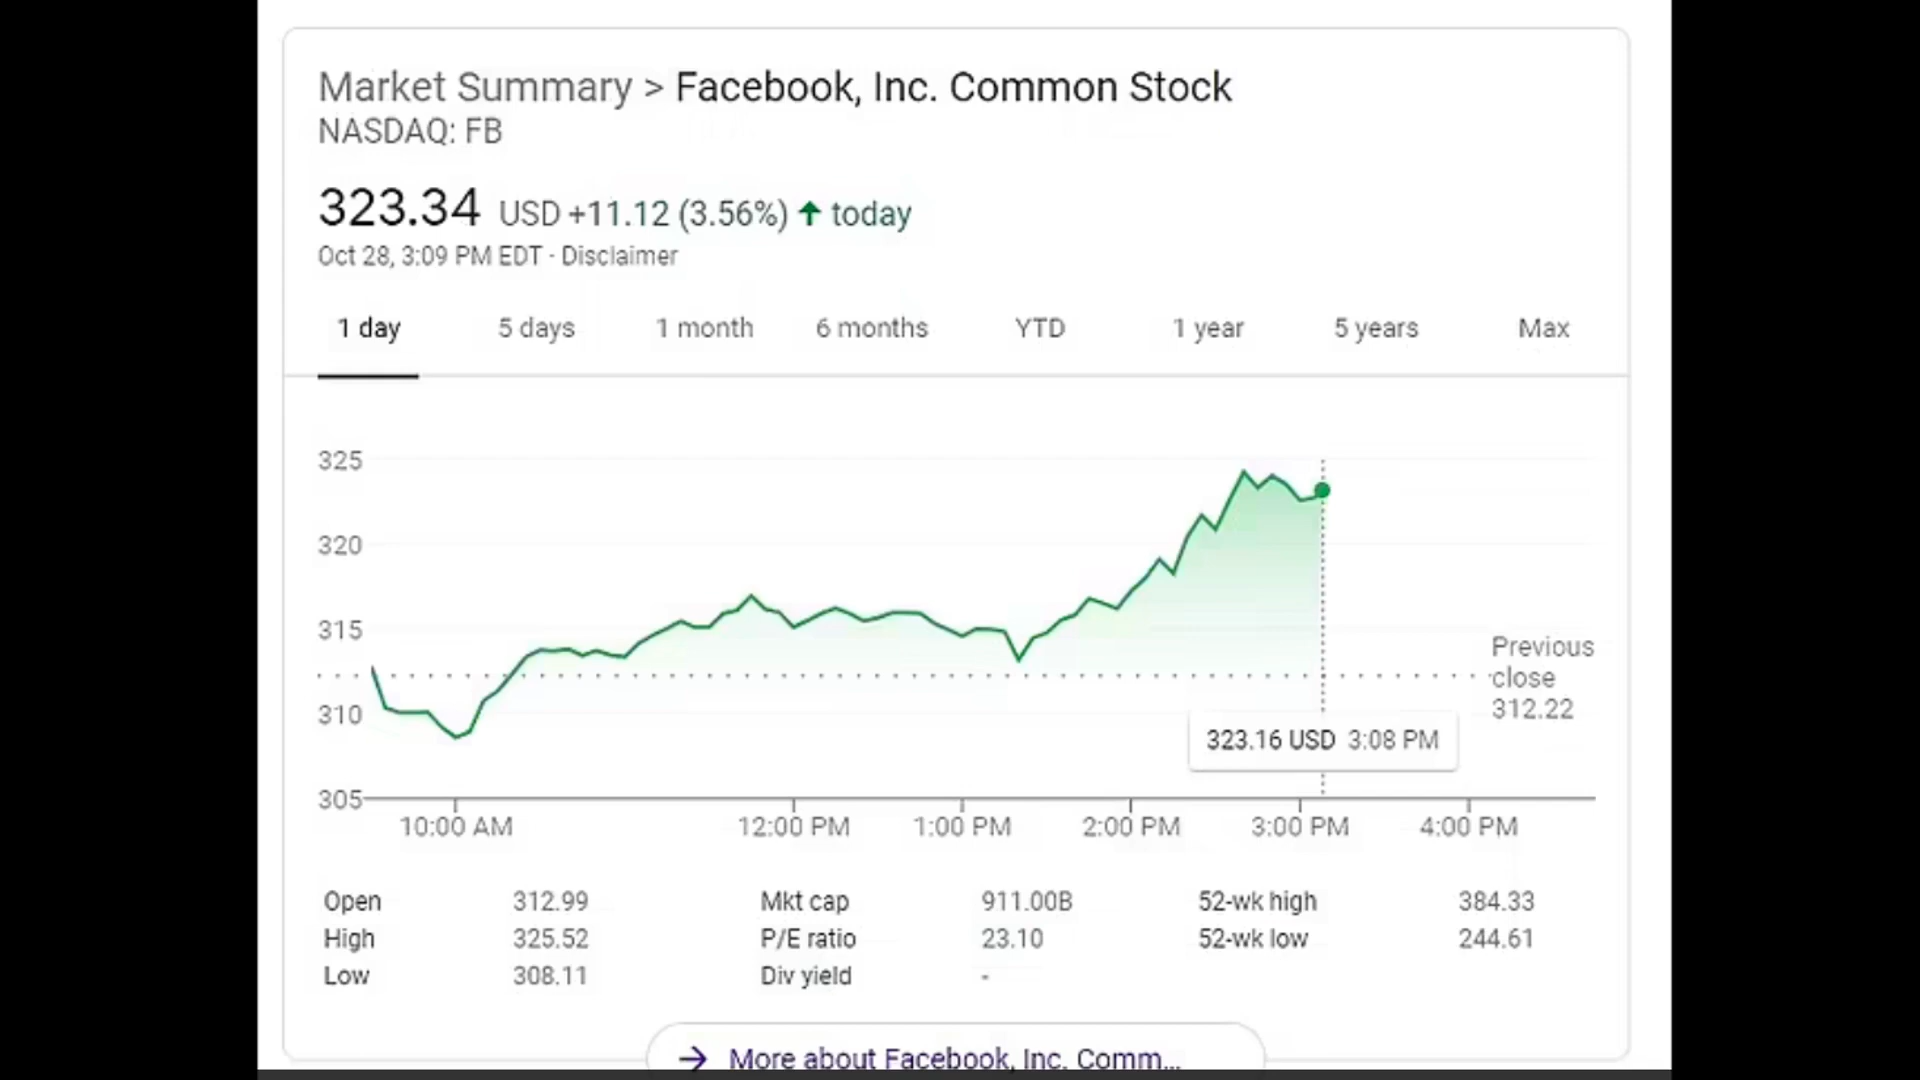 Market Summary > Facebook, Inc. Common Stock
NASDAQ: FB
323.34 USD +11.12 (3.56%) ↑ today
Oct 28, 3:09 PM EDT · Disclaimer
1 day 5 days 1 month 6 months YTD 1 year 5 years Max
325
320
315
Previous
close
312.22
310
323.16 USD 3:08 PM
305
10:00 AM 12:00 PM 1:00 PM 2:00 PM 3:00 PM 4:00 PM
Open 312.99 Mkt cap 911.00B 52-wk high 384.33
High 325.52 P/E ratio 23.10 52-wk low 244.61
Low 308.11 Div yield -
→ More about Facebook, Inc. Comm...